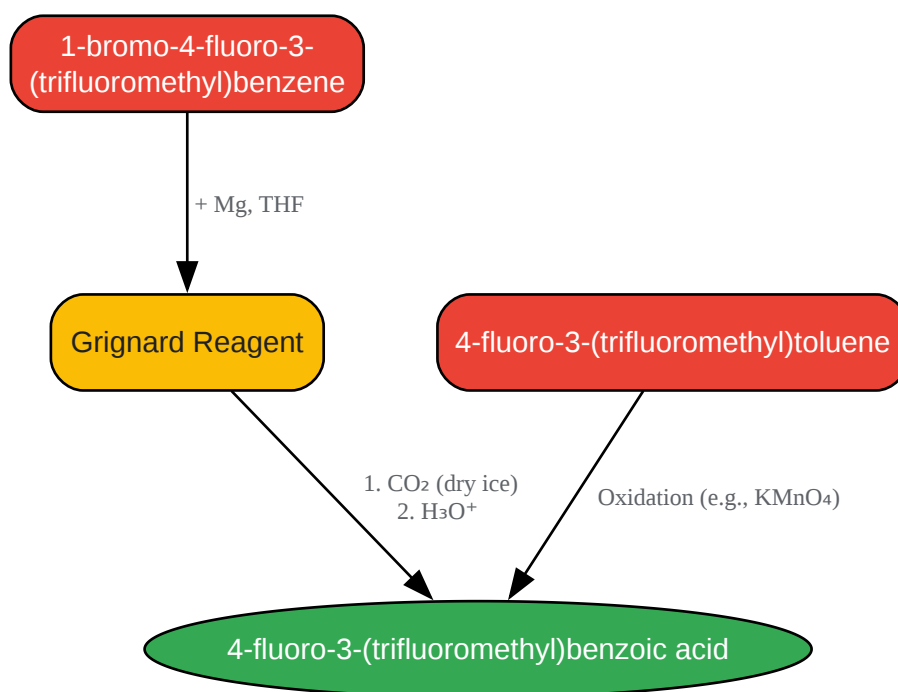 1-bromo-4-fluoro-3-
(trifluoromethyl)benzene
+ Mg, THF
Grignard Reagent
4-fluoro-3-(trifluoromethyl)toluene
1. CO₂ (dry ice)
2. H₃O⁺
Oxidation (e.g., KMnO₄)
4-fluoro-3-(trifluoromethyl)benzoic acid